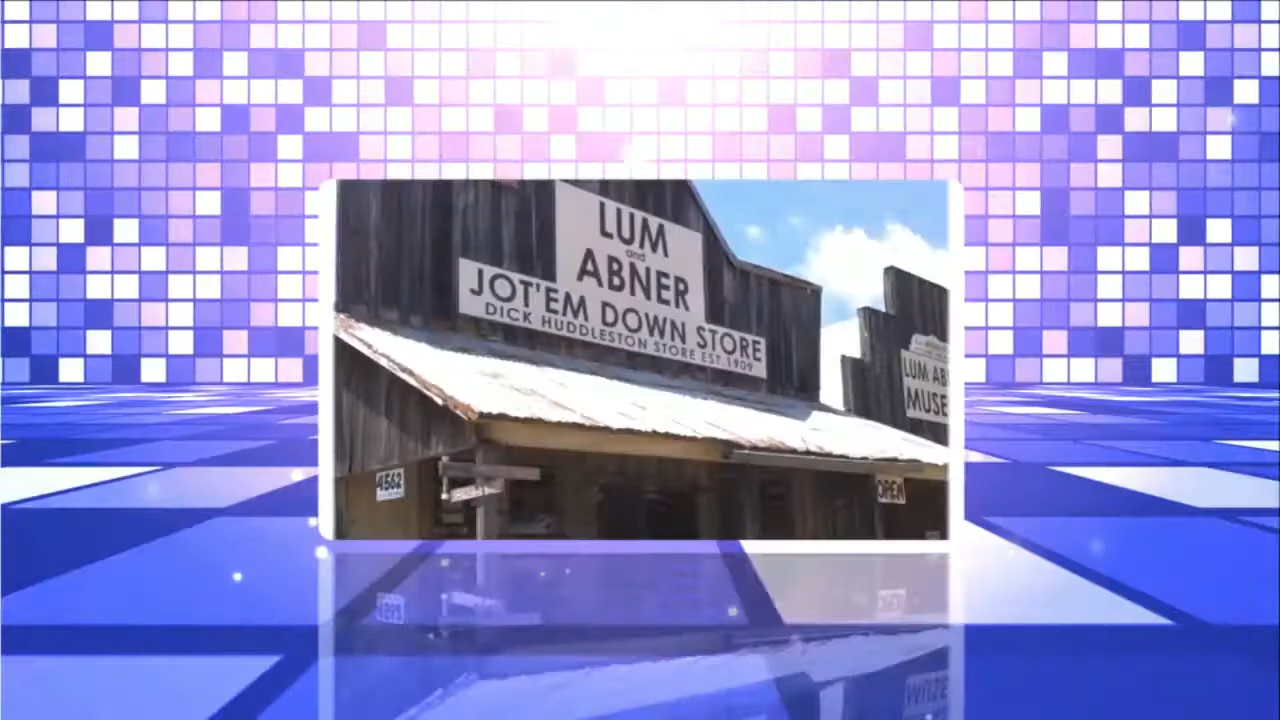 LUM
and
ABNER
JOT'EM DOWN STORE
DICK HUDDLESTON STORE EST 1909
LUM AB
MUSE
4562
OPEN